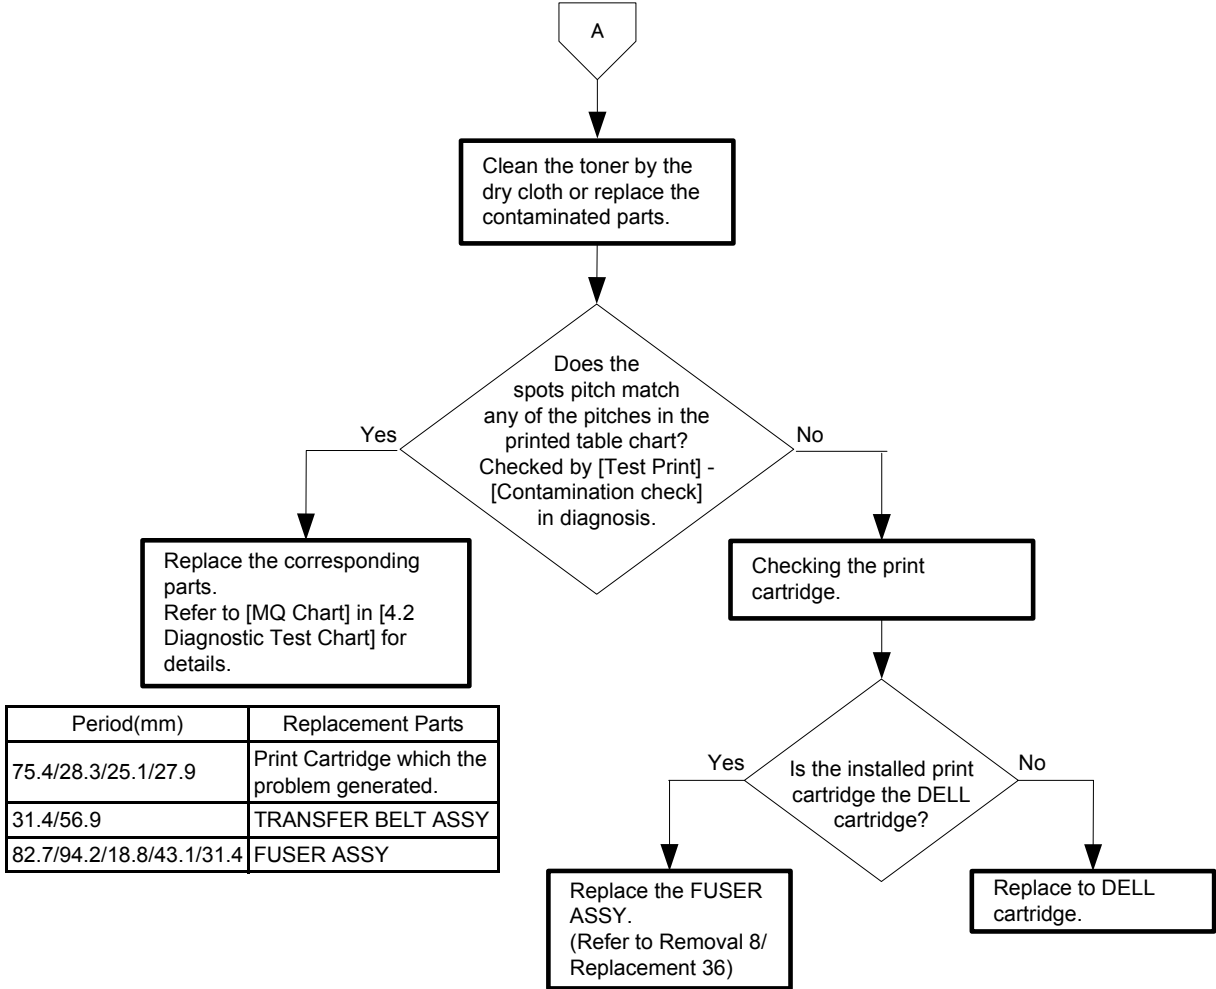 A
Clean the toner by the
dry cloth or replace the
contaminated parts.
Does the
spots pitch match
any of the pitches in the
printed table chart?
Checked by [Test Print] -
[Contamination check]
in diagnosis.
Yes
No
Replace the corresponding
parts.
Refer to [MQ Chart] in [4.2
Diagnostic Test Chart] for
details.
Checking the print
cartridge.
Period(mm)
Replacement Parts
75.4/28.3/25.1/27.9
Print Cartridge which the
problem generated.
31.4/56.9
TRANSFER BELT ASSY
82.7/94.2/18.8/43.1/31.4
FUSER ASSY
Is the installed print
cartridge the DELL
cartridge?
Yes
No
Replace the FUSER
ASSY.
(Refer to Removal 8/
Replacement 36)
Replace to DELL
cartridge.